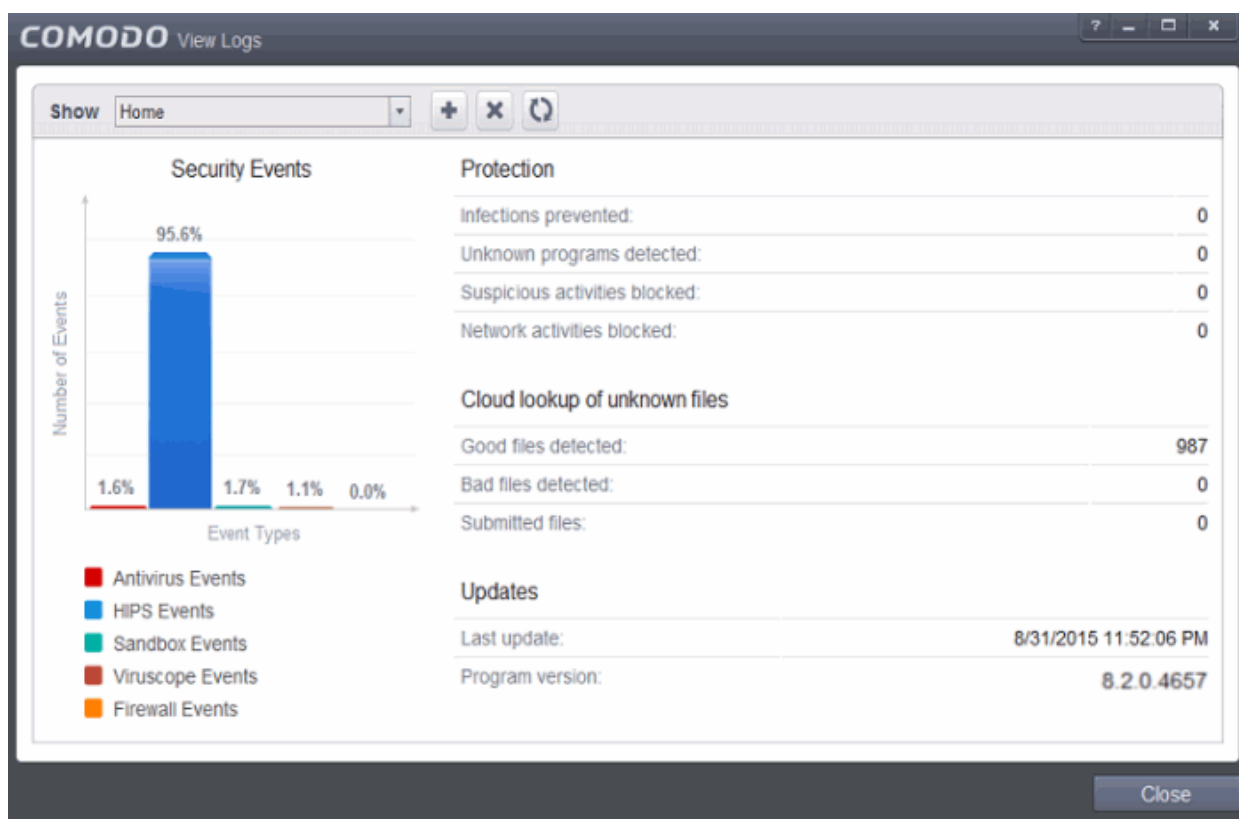 COMODO View Logs
Show Home
Security Events
95.6%
1.6%
1.7%
1.1%
0.0%
Number of Events
Event Types
Antivirus Events
HIPS Events
Sandbox Events
Viruscope Events
Firewall Events
Protection
Infections prevented: 0
Unknown programs detected: 0
Suspicious activities blocked: 0
Network activities blocked: 0
Cloud lookup of unknown files
Good files detected: 987
Bad files detected: 0
Submitted files: 0
Updates
Last update: 8/31/2015 11:52:06 PM
Program version: 8.2.0.4657
Close